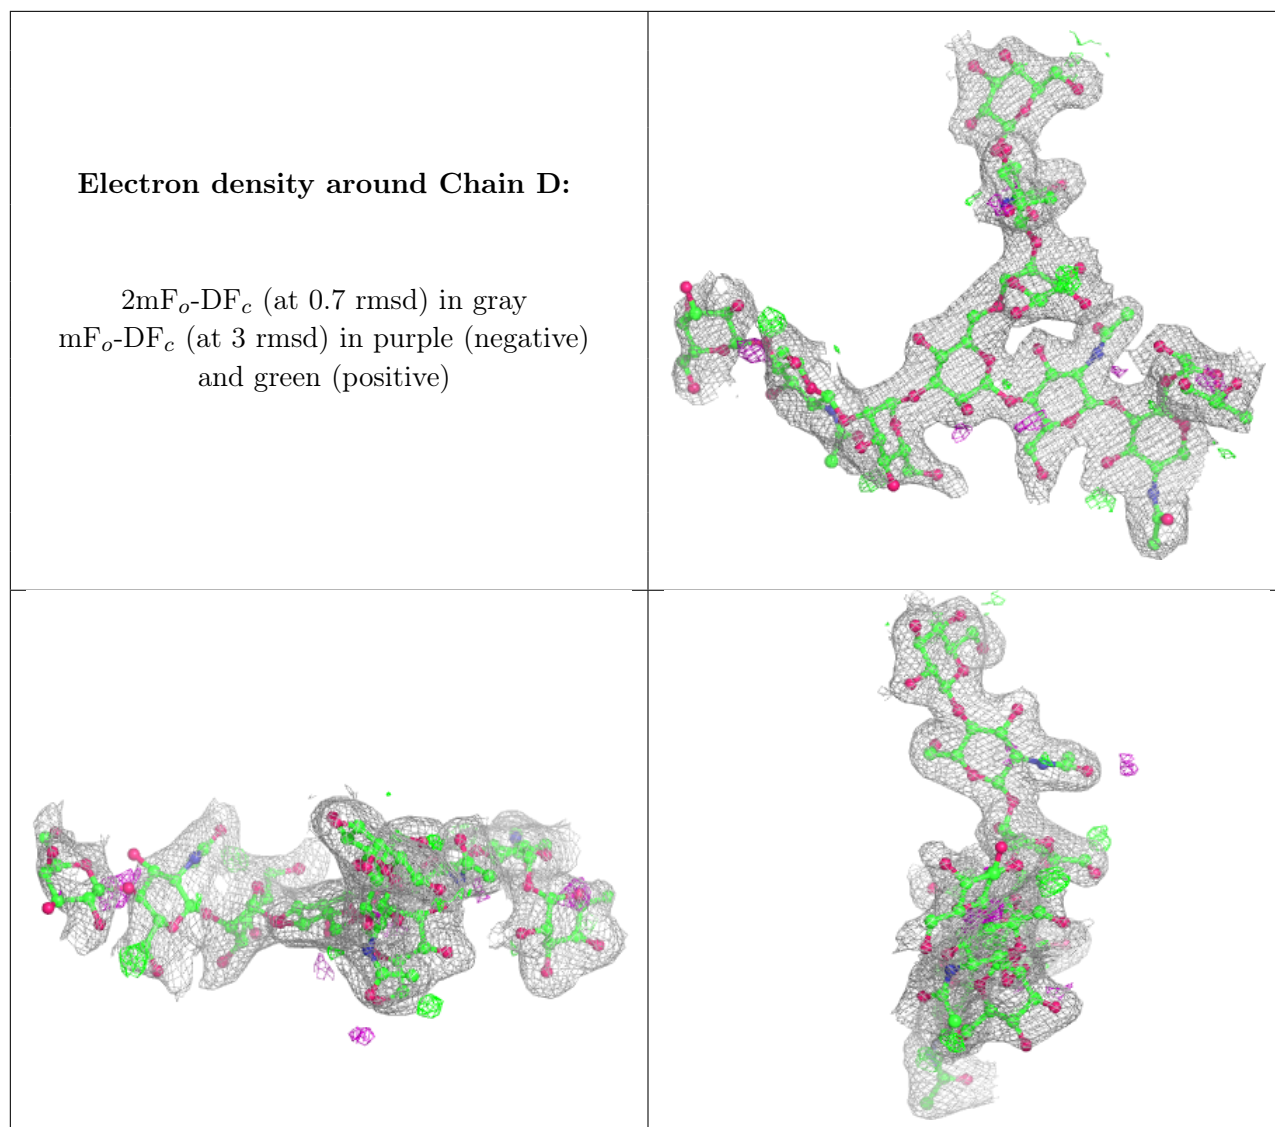 Electron density around Chain D:
2mFo-DFc (at 0.7 rmsd) in gray
mFo-DFc (at 3 rmsd) in purple (negative)
and green (positive)